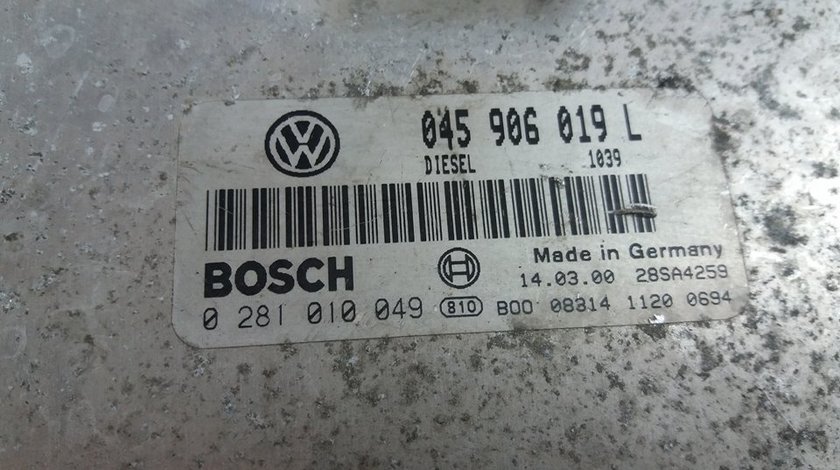 045 906 019 L
DIESEL 1039
BOSCH
Made in Germany
14.03.00 28SA4259
0 281 010 049 810 B00 08314 1120 0694